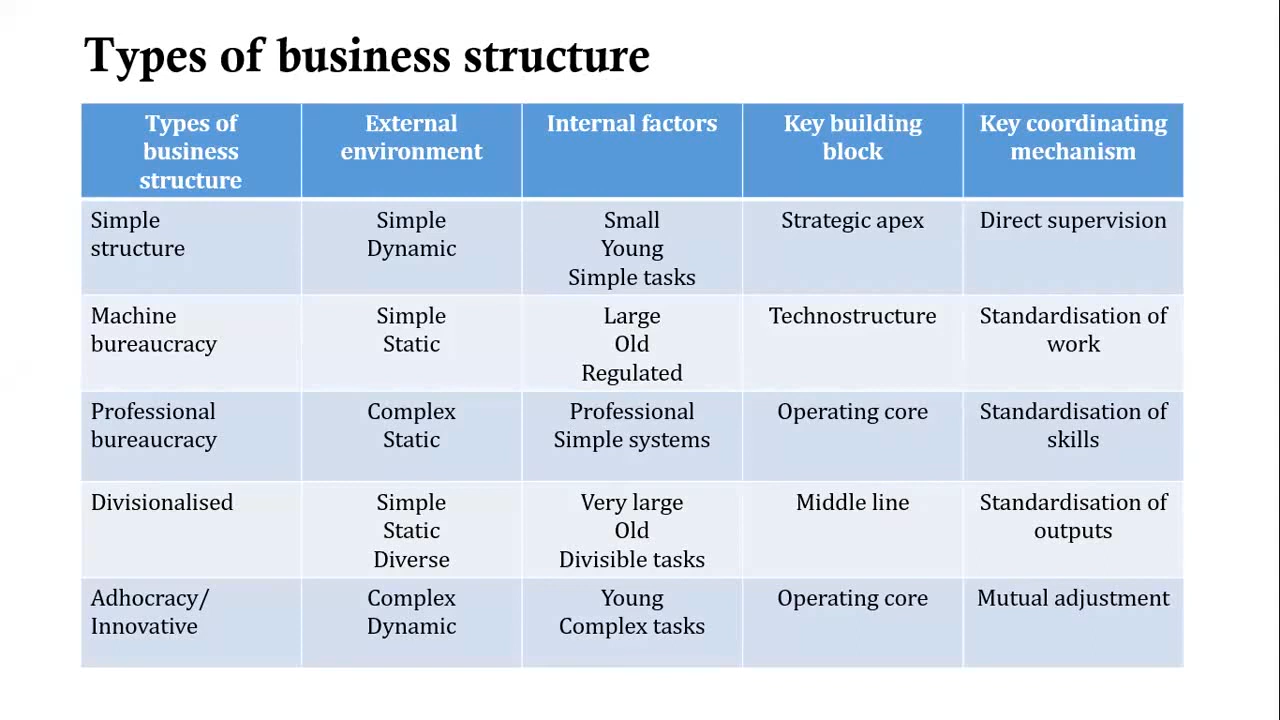 Types of business structure
Types of
business
structure
External
environment
Internal factors
Key building
block
Key coordinating
mechanism
Simple
structure
Simple
Dynamic
Small
Young
Simple tasks
Strategic apex
Direct supervision
Machine
bureaucracy
Simple
Static
Large
Old
Regulated
Technostructure
Standardisation of
work
Professional
bureaucracy
Complex
Static
Professional
Simple systems
Operating core
Standardisation of
skills
Divisionalised
Simple
Static
Diverse
Very large
Old
Divisible tasks
Middle line
Standardisation of
outputs
Adhocracy/
Innovative
Complex
Dynamic
Young
Complex tasks
Operating core
Mutual adjustment